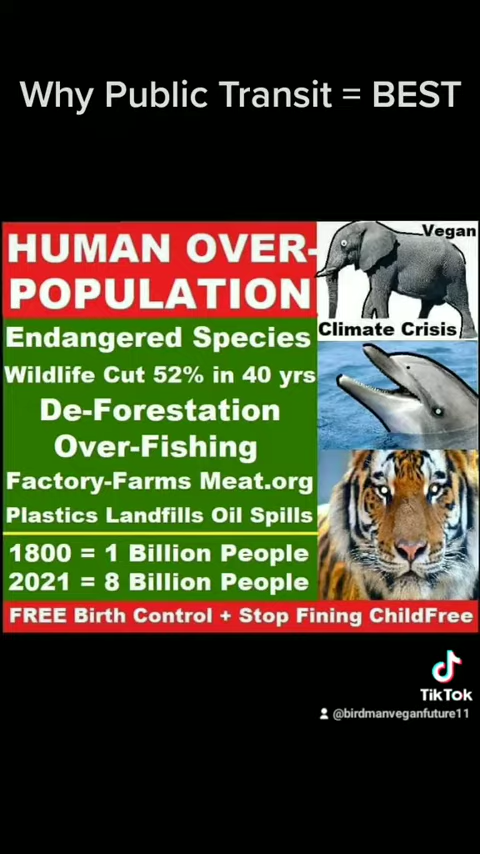 Why Public Transit = BEST
HUMAN OVER-
POPULATION
Vegan
Climate Crisis
Endangered Species
Wildlife Cut 52% in 40 yrs
De-Forestation
Over-Fishing
Factory-Farms Meat.org
Plastics Landfills Oil Spills
1800 = 1 Billion People
2021 = 8 Billion People
FREE Birth Control + Stop Fining ChildFree
TikTok
@birdmanveganfuture11